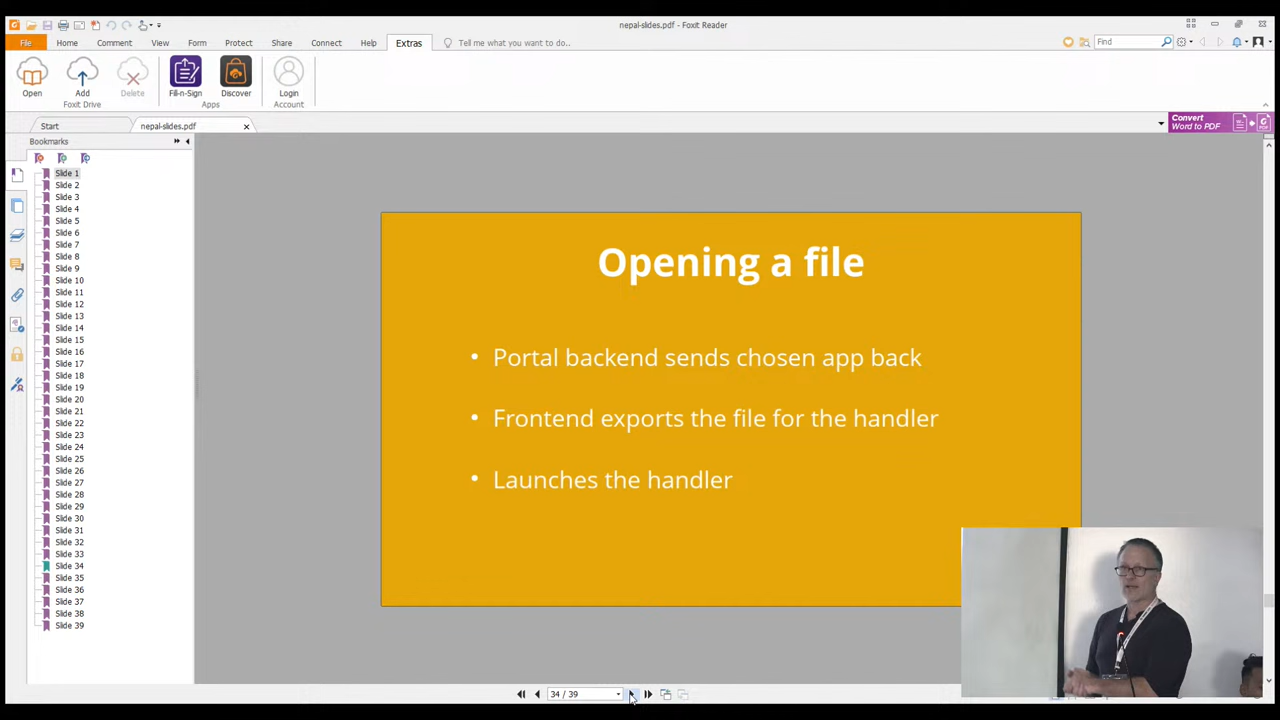 nepal-slides.pdf - Foxit Reader
File Home Comment View Form Protect Share Connect Help Extras Tell me what you want to do.. Find
Open Add Delete Fill-n-Sign Discover Login
Foxit Drive Apps Account
Start nepal-slides.pdf
Convert
Word to PDF
Bookmarks
Slide 1
Slide 2
Slide 3
Slide 4
Slide 5
Slide 6
Slide 7
Slide 8
Slide 9
Slide 10
Slide 11
Slide 12
Slide 13
Slide 14
Slide 15
Slide 16
Slide 17
Slide 18
Slide 19
Slide 20
Slide 21
Slide 22
Slide 23
Slide 24
Slide 25
Slide 26
Slide 27
Slide 28
Slide 29
Slide 30
Slide 31
Slide 32
Slide 33
Slide 34
Slide 35
Slide 36
Slide 37
Slide 38
Slide 39
Opening a file
• Portal backend sends chosen app back
• Frontend exports the file for the handler
• Launches the handler
34 / 39